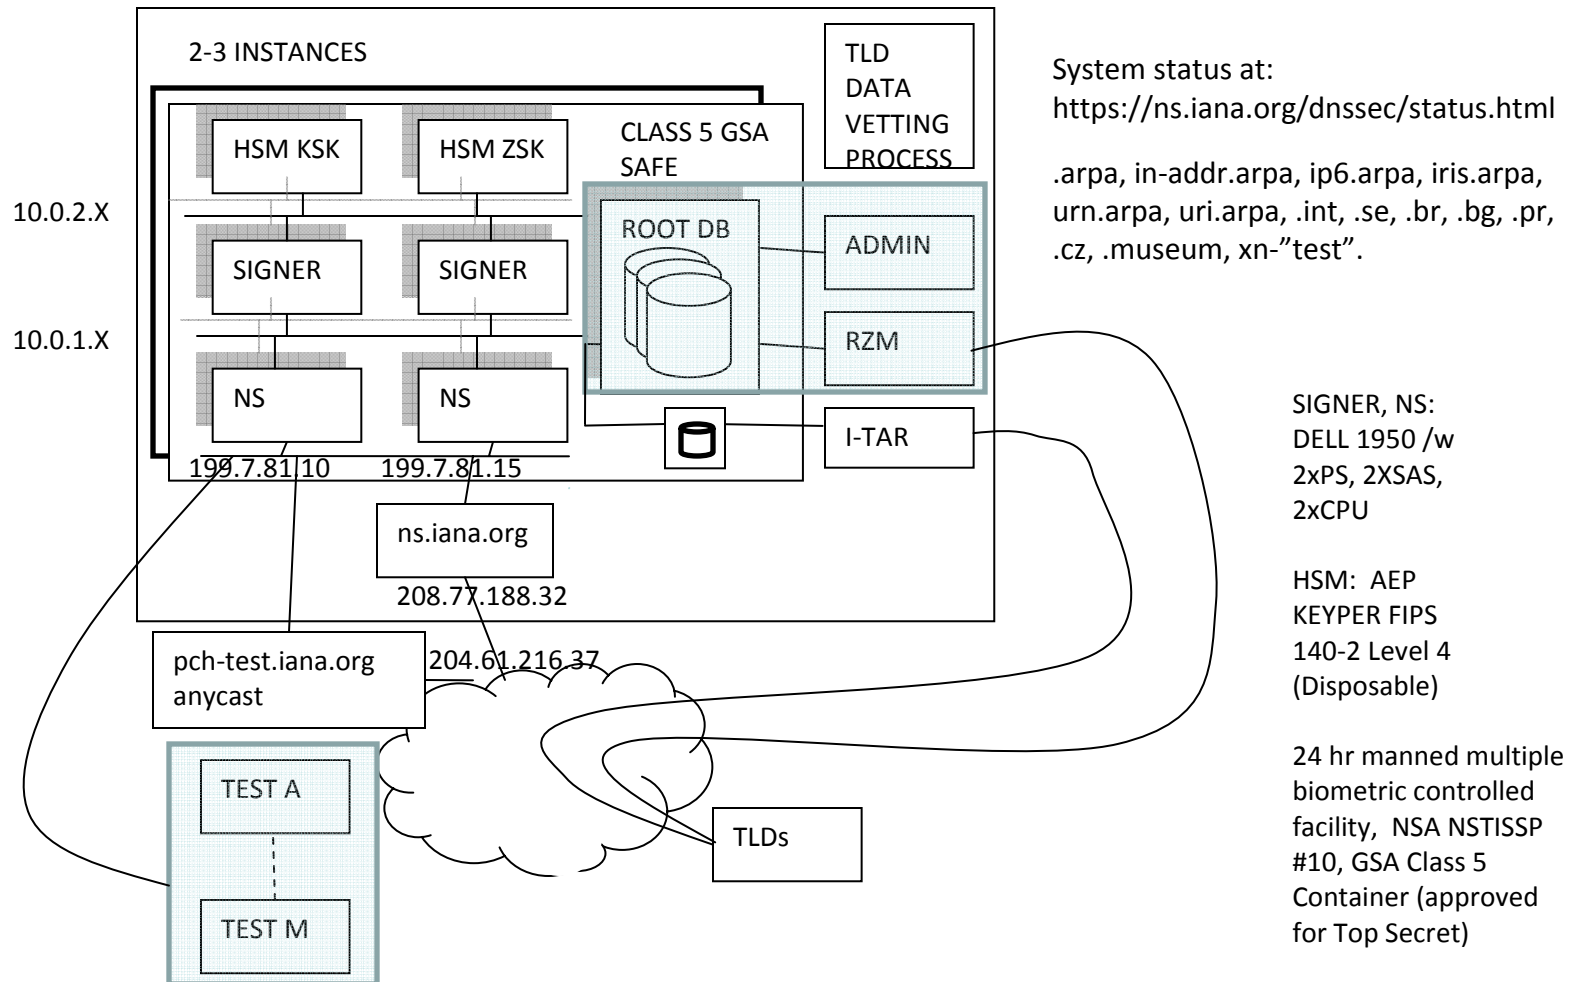 2-3 INSTANCES
TLD
DATA
VETTING
PROCESS
System status at:
https://ns.iana.org/dnssec/status.html
.arpa, in-addr.arpa, ip6.arpa, iris.arpa,
urn.arpa, uri.arpa, .int, .se, .br, .bg, .pr,
.cz, .museum, xn-”test”.
HSM KSK
HSM ZSK
CLASS 5 GSA
SAFE
10.0.2.X
SIGNER
SIGNER
ROOT DB
ADMIN
10.0.1.X
RZM
NS
NS
I-TAR
199.7.81.10
199.7.81.15
ns.iana.org
208.77.188.32
pch-test.iana.org
anycast
204.61.216.37
TEST A
TEST M
TLDs
SIGNER, NS:
DELL 1950 /w
2xPS, 2XSAS,
2xCPU
HSM: AEP
KEYPER FIPS
140-2 Level 4
(Disposable)
24 hr manned multiple
biometric controlled
facility, NSA NSTISSP
#10, GSA Class 5
Container (approved
for Top Secret)